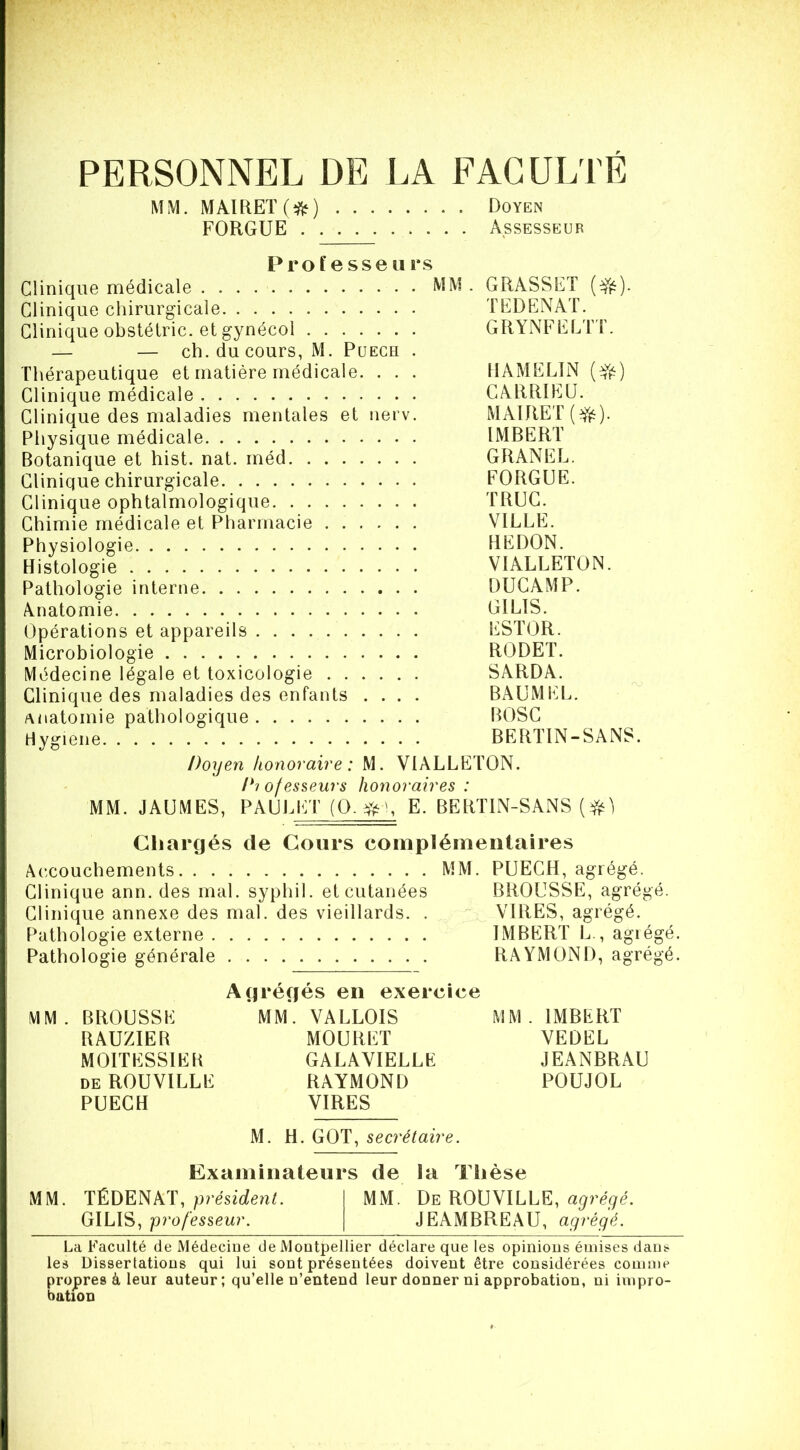 PERSONNEL DE LA FACULTÉ
MM. MAIRET (✻) ........ DOYEN
FORGUE .......... ASSESSEUR
Professeurs
Clinique médicale ............. MM. GRASSET (✻).
Clinique chirurgicale............ TEDENAT.
Clinique obstétric. et gynécol ....... GRYNFELTT.
— — ch. du cours, M. PUECH .
Thérapeutique et matière médicale.... HAMELIN (✻)
Clinique médicale ............. CARRIEU.
Clinique des maladies mentales et nerv. MAIRET (✻).
Physique médicale............. IMBERT
Botanique et hist. nat. méd........ GRANEL.
Clinique chirurgicale............ FORGUE.
Clinique ophtalmologique......... TRUC.
Chimie médicale et Pharmacie ...... VILLE.
Physiologie................. HEDON.
Histologie ................. VIALLETON.
Pathologie interne............. DUCAMP.
Anatomie.................. GILIS.
Opérations et appareils .......... ESTOR.
Microbiologie ............... RODET.
Médecine légale et toxicologie ...... SARDA.
Clinique des maladies des enfants .... BAUMEL.
Anatomie pathologique .......... BOSC
Hygiene................... BERTIN-SANS.
Doyen honoraire : M. VIALLETON.
Professeurs honoraires :
MM. JAUMES, PAULET (O. ✻), E. BERTIN-SANS (✻)
Chargés de Cours complémentaires
Accouchements............... MM. PUECH, agrégé.
Clinique ann. des mal. syphil. et cutanées BROUSSE, agrégé.
Clinique annexe des mal. des vieillards. . VIRES, agrégé.
Pathologie externe ............. IMBERT L., agrégé.
Pathologie générale ............ RAYMOND, agrégé.
Agrégés en exercice
MM. BROUSSE MM. VALLOIS MM. IMBERT
RAUZIER MOURET VEDEL
MOITESSIER GALAVIELLE JEANBRAU
DE ROUVILLE RAYMOND POUJOL
PUECH VIRES
M. H. GOT, secrétaire.
Examinateurs de la Thèse
MM. TÉDENAT, président. MM. DE ROUVILLE, agrégé.
GILIS, professeur. JEAMBREAU, agrégé.
La Faculté de Médecine de Montpellier déclare que les opinions émises dans
les Dissertations qui lui sont présentées doivent être considérées comme
propres à leur auteur; qu'elle n'entend leur donner ni approbation, ni impro-
bation